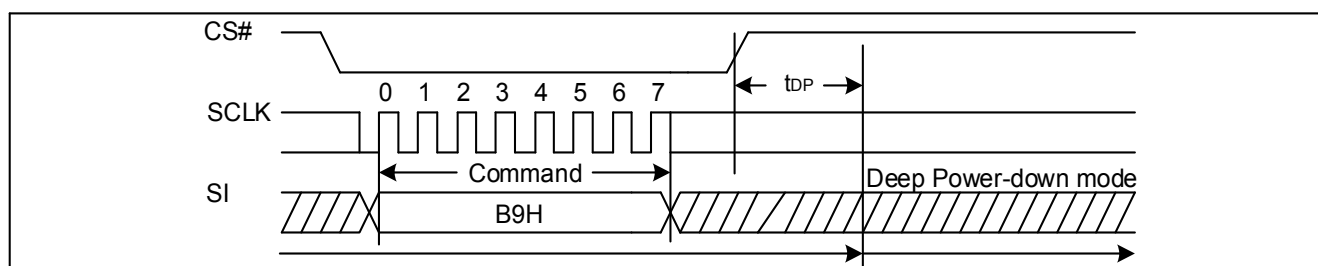 CS#
tDP
0 1 2 3 4 5 6 7
SCLK
Command
Deep Power-down mode
SI
B9H